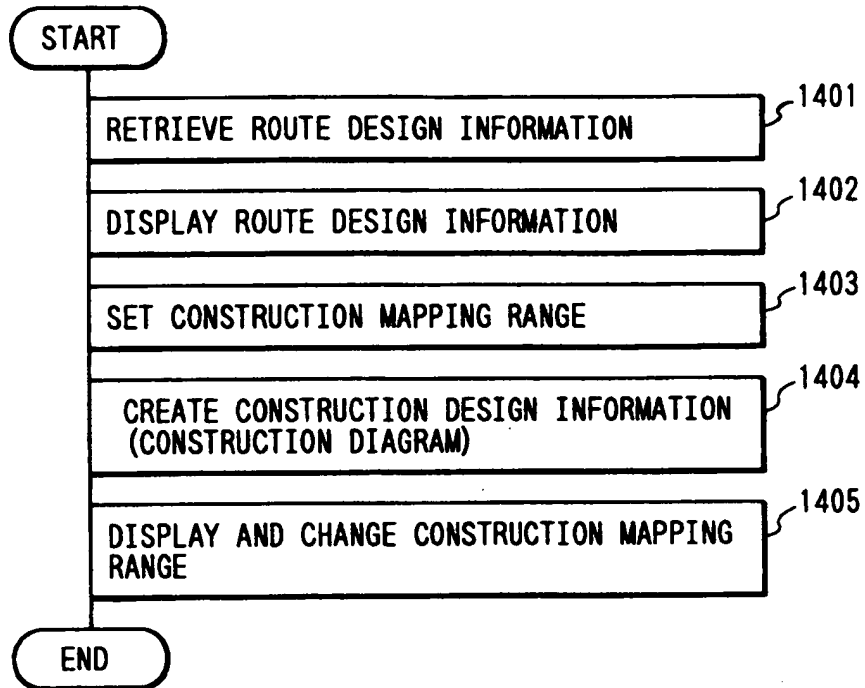 START
1401
RETRIEVE ROUTE DESIGN INFORMATION
1402
DISPLAY ROUTE DESIGN INFORMATION
1403
SET CONSTRUCTION MAPPING RANGE
1404
CREATE CONSTRUCTION DESIGN INFORMATION
(CONSTRUCTION DIAGRAM)
1405
DISPLAY AND CHANGE CONSTRUCTION MAPPING
RANGE
END